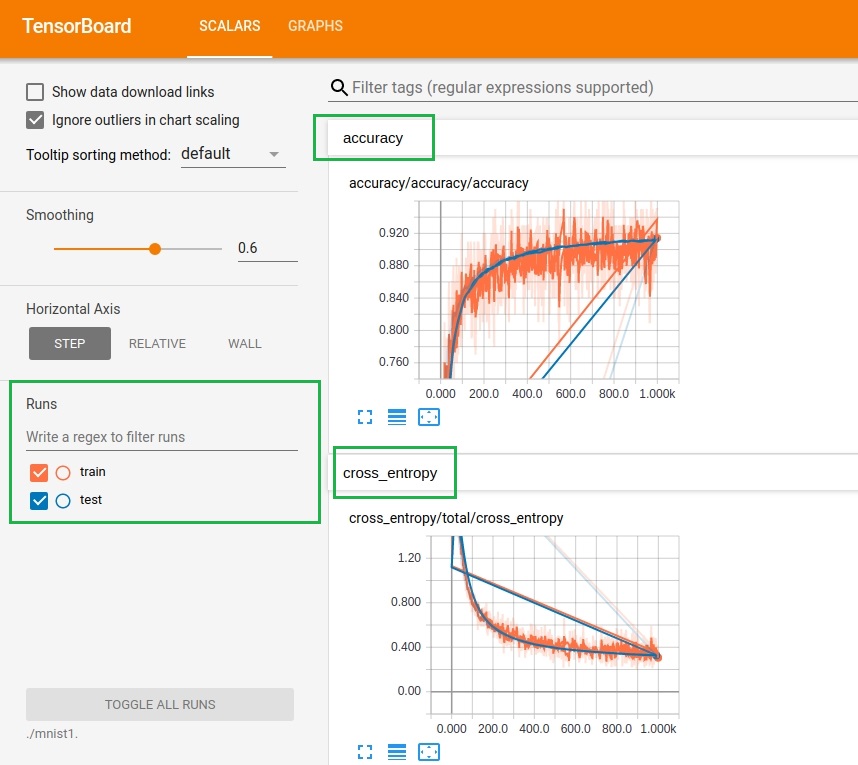 TensorBoard
SCALARS
GRAPHS
Show data download links
Ignore outliers in chart scaling
Tooltip sorting method:
default
Smoothing
0.6
Horizontal Axis
STEP
RELATIVE
WALL
Runs
Write a regex to filter runs
train
test
TOGGLE ALL RUNS
./mnist1.
Filter tags (regular expressions supported)
accuracy
accuracy/accuracy/accuracy
0.920
0.880
0.840
0.800
0.760
0.000 200.0 400.0 600.0 800.0 1.000k
cross_entropy
cross_entropy/total/cross_entropy
1.20
0.800
0.400
0.00
0.000 200.0 400.0 600.0 800.0 1.000k